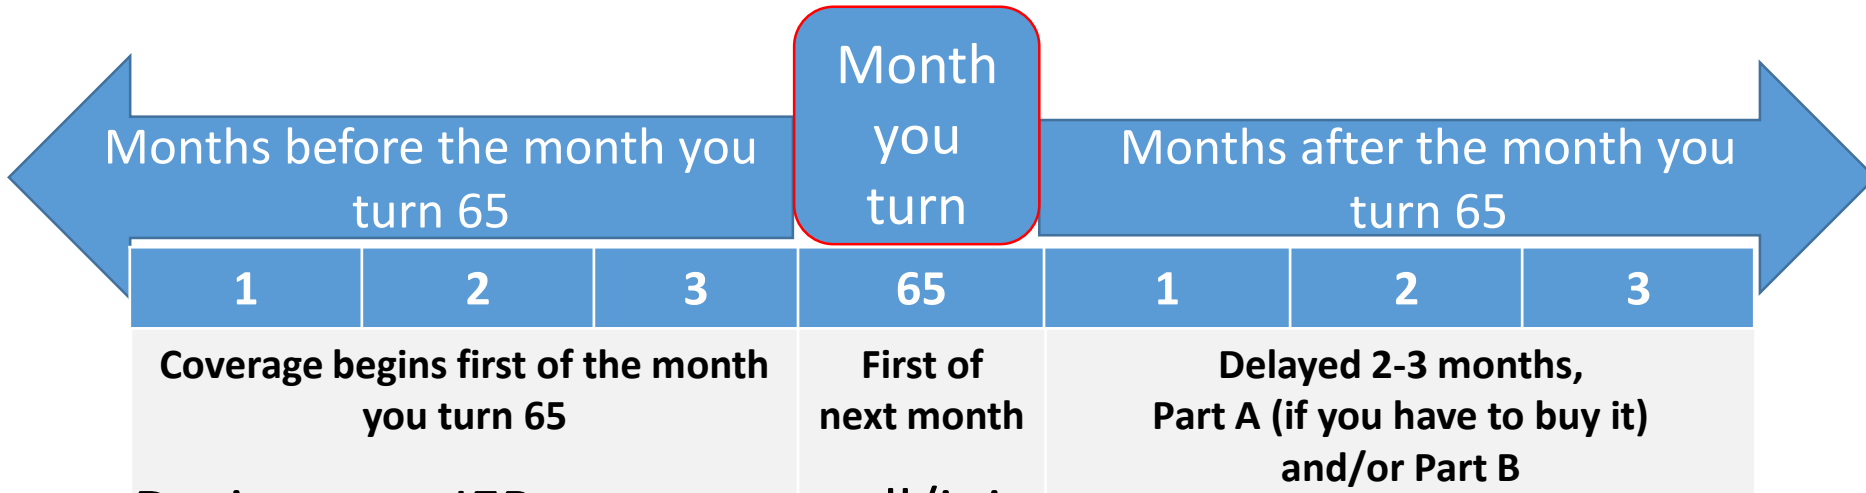 Month
you
turn
Months before the month you
turn 65
Months after the month you
turn 65
1 2 3 65 1 2 3
Coverage begins first of the month
you turn 65
First of
next month
Delayed 2-3 months,
Part A (if you have to buy it)
and/or Part B